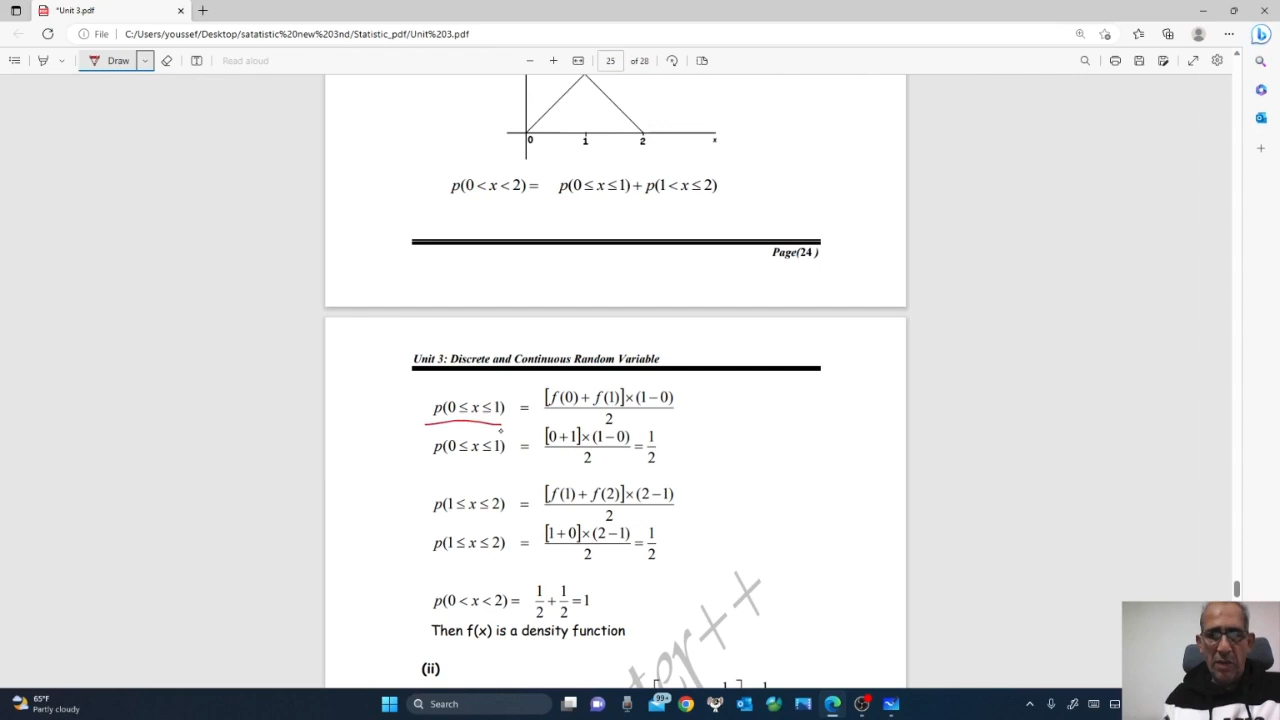 *Unit 3.pdf
File C:/Users/youssef/Desktop/satatistic%20new%203nd/Statistic_pdf/Unit%203.pdf
Draw Read aloud 25 of 28
0 1 2 x
p(0 < x < 2) = p(0 ≤ x ≤ 1) + p(1 < x ≤ 2)
Page(24 )
Unit 3: Discrete and Continuous Random Variable
p(0 ≤ x ≤ 1) = [f(0) + f(1)]×(1 − 0) / 2
p(0 ≤ x ≤ 1) = [0 + 1]×(1 − 0) / 2 = 1/2
p(1 ≤ x ≤ 2) = [f(1) + f(2)]×(2 − 1) / 2
p(1 ≤ x ≤ 2) = [1 + 0]×(2 − 1) / 2 = 1/2
p(0 < x < 2) = 1/2 + 1/2 = 1
Then f(x) is a density function
(ii)
65°F
Partly cloudy
Search
99+